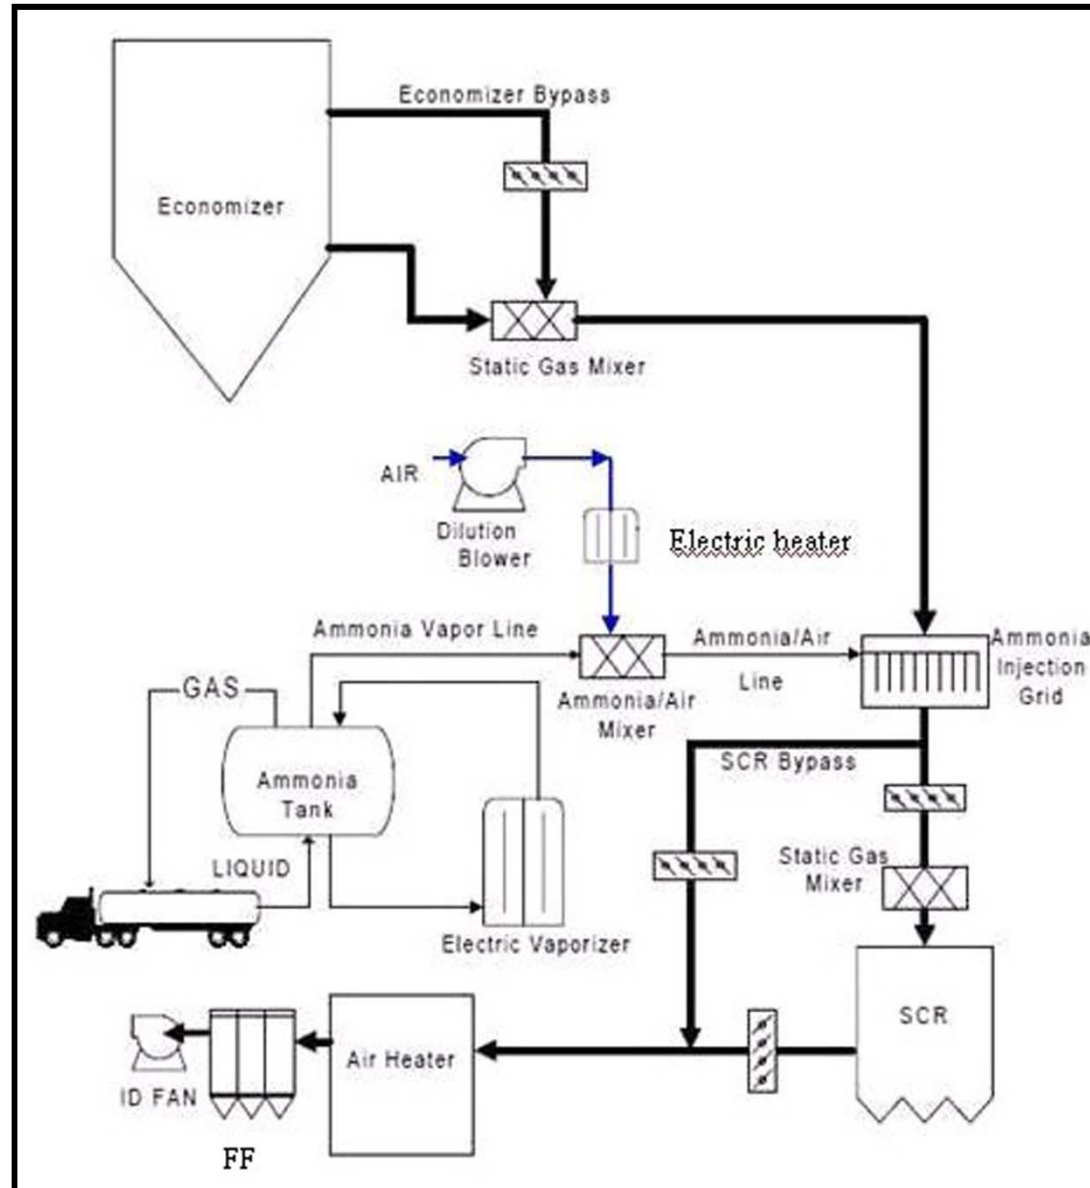 Economizer Bypass
Economizer
Static Gas Mixer
AIR
Dilution
Blower
Electric heater
Ammonia Vapor Line
Ammonia/Air
Line
Ammonia
Injection
Grid
Ammonia/Air
Mixer
GAS
SCR Bypass
Ammonia
Tank
LIQUID
Static Gas
Mixer
Electric Vaporizer
SCR
Air Heater
ID FAN
FF